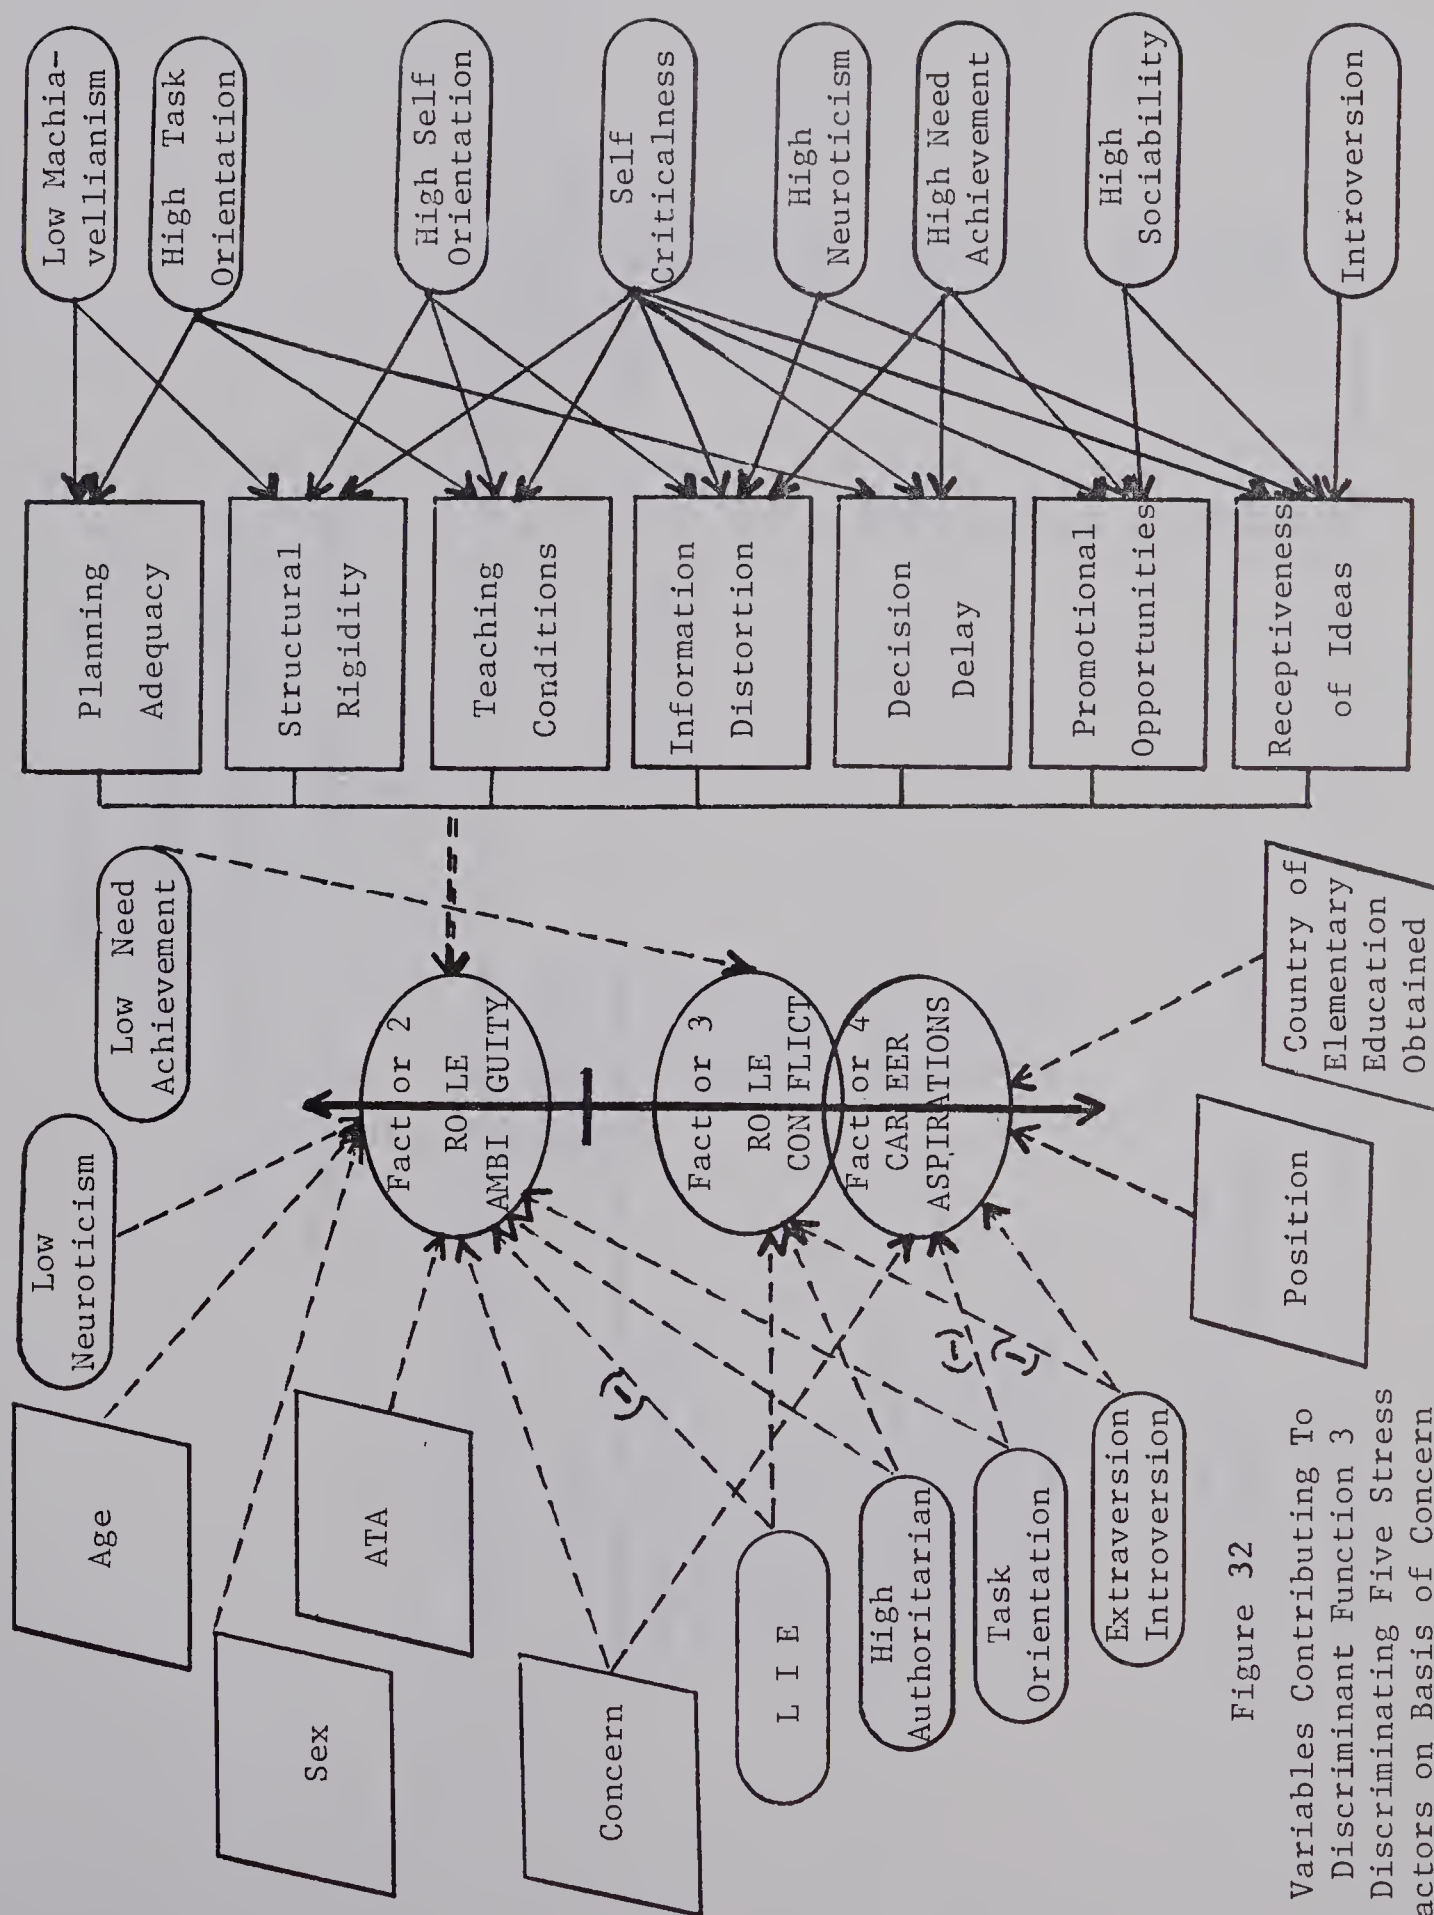 Age
Sex
ATA
Concern
Low
Neuroticism
Low Need
Achievement
L I E
High
Authoritarian
Task
Orientation
Extraversion
Introversion
Position
Country of
Elementary
Education
Obtained
Factor 2
ROLE
AMBIGUITY
Factor 3
ROLE
CONFLICT
Factor 4
CAREER
ASPIRATIONS
(-)
(-)
(-)
Planning
Adequacy
Structural
Rigidity
Teaching
Conditions
Information
Distortion
Decision
Delay
Promotional
Opportunities
Receptiveness
of Ideas
Low Machia-
vellianism
High Task
Orientation
High Self
Orientation
Self
Criticalness
High
Neuroticism
High Need
Achievement
High
Sociability
Introversion
Figure 32
Variables Contributing To
Discriminant Function 3
Discriminating Five Stress
actors on Basis of Concern